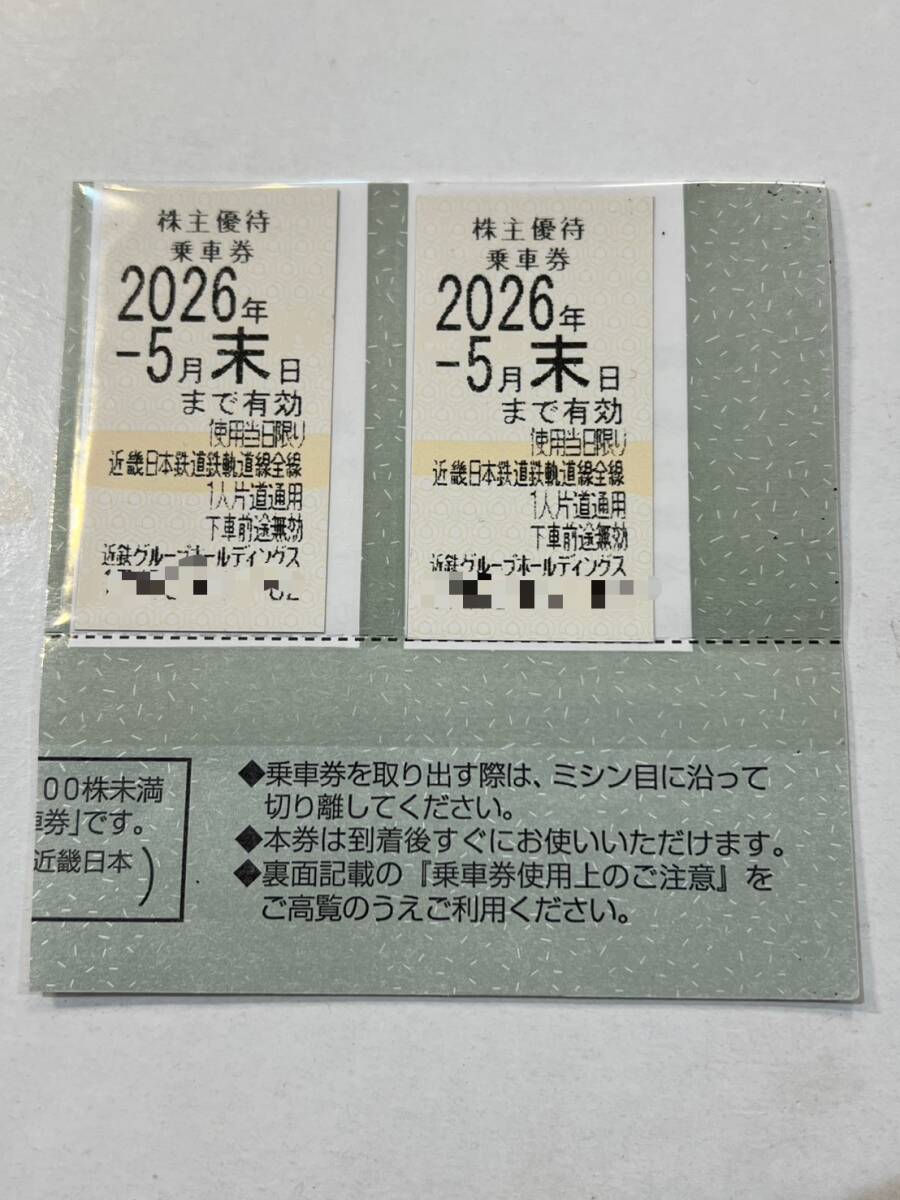 株主優待
乗車券
2026年
-5月末日
まで有効
使用当日限り
近畿日本鉄道鉄軌道線全線
1人片道通用
下車前途無効
近鉄グループホールディングス
株主優待
乗車券
2026年
-5月末日
まで有効
使用当日限り
近畿日本鉄道鉄軌道線全線
1人片道通用
下車前途無効
近鉄グループホールディングス
00株未満
券」です。
近畿日本)
◆乗車券を取り出す際は、ミシン目に沿って
切り離してください。
◆本券は到着後すぐにお使いいただけます。
◆裏面記載の『乗車券使用上のご注意』を
ご高覧のうえご利用ください。